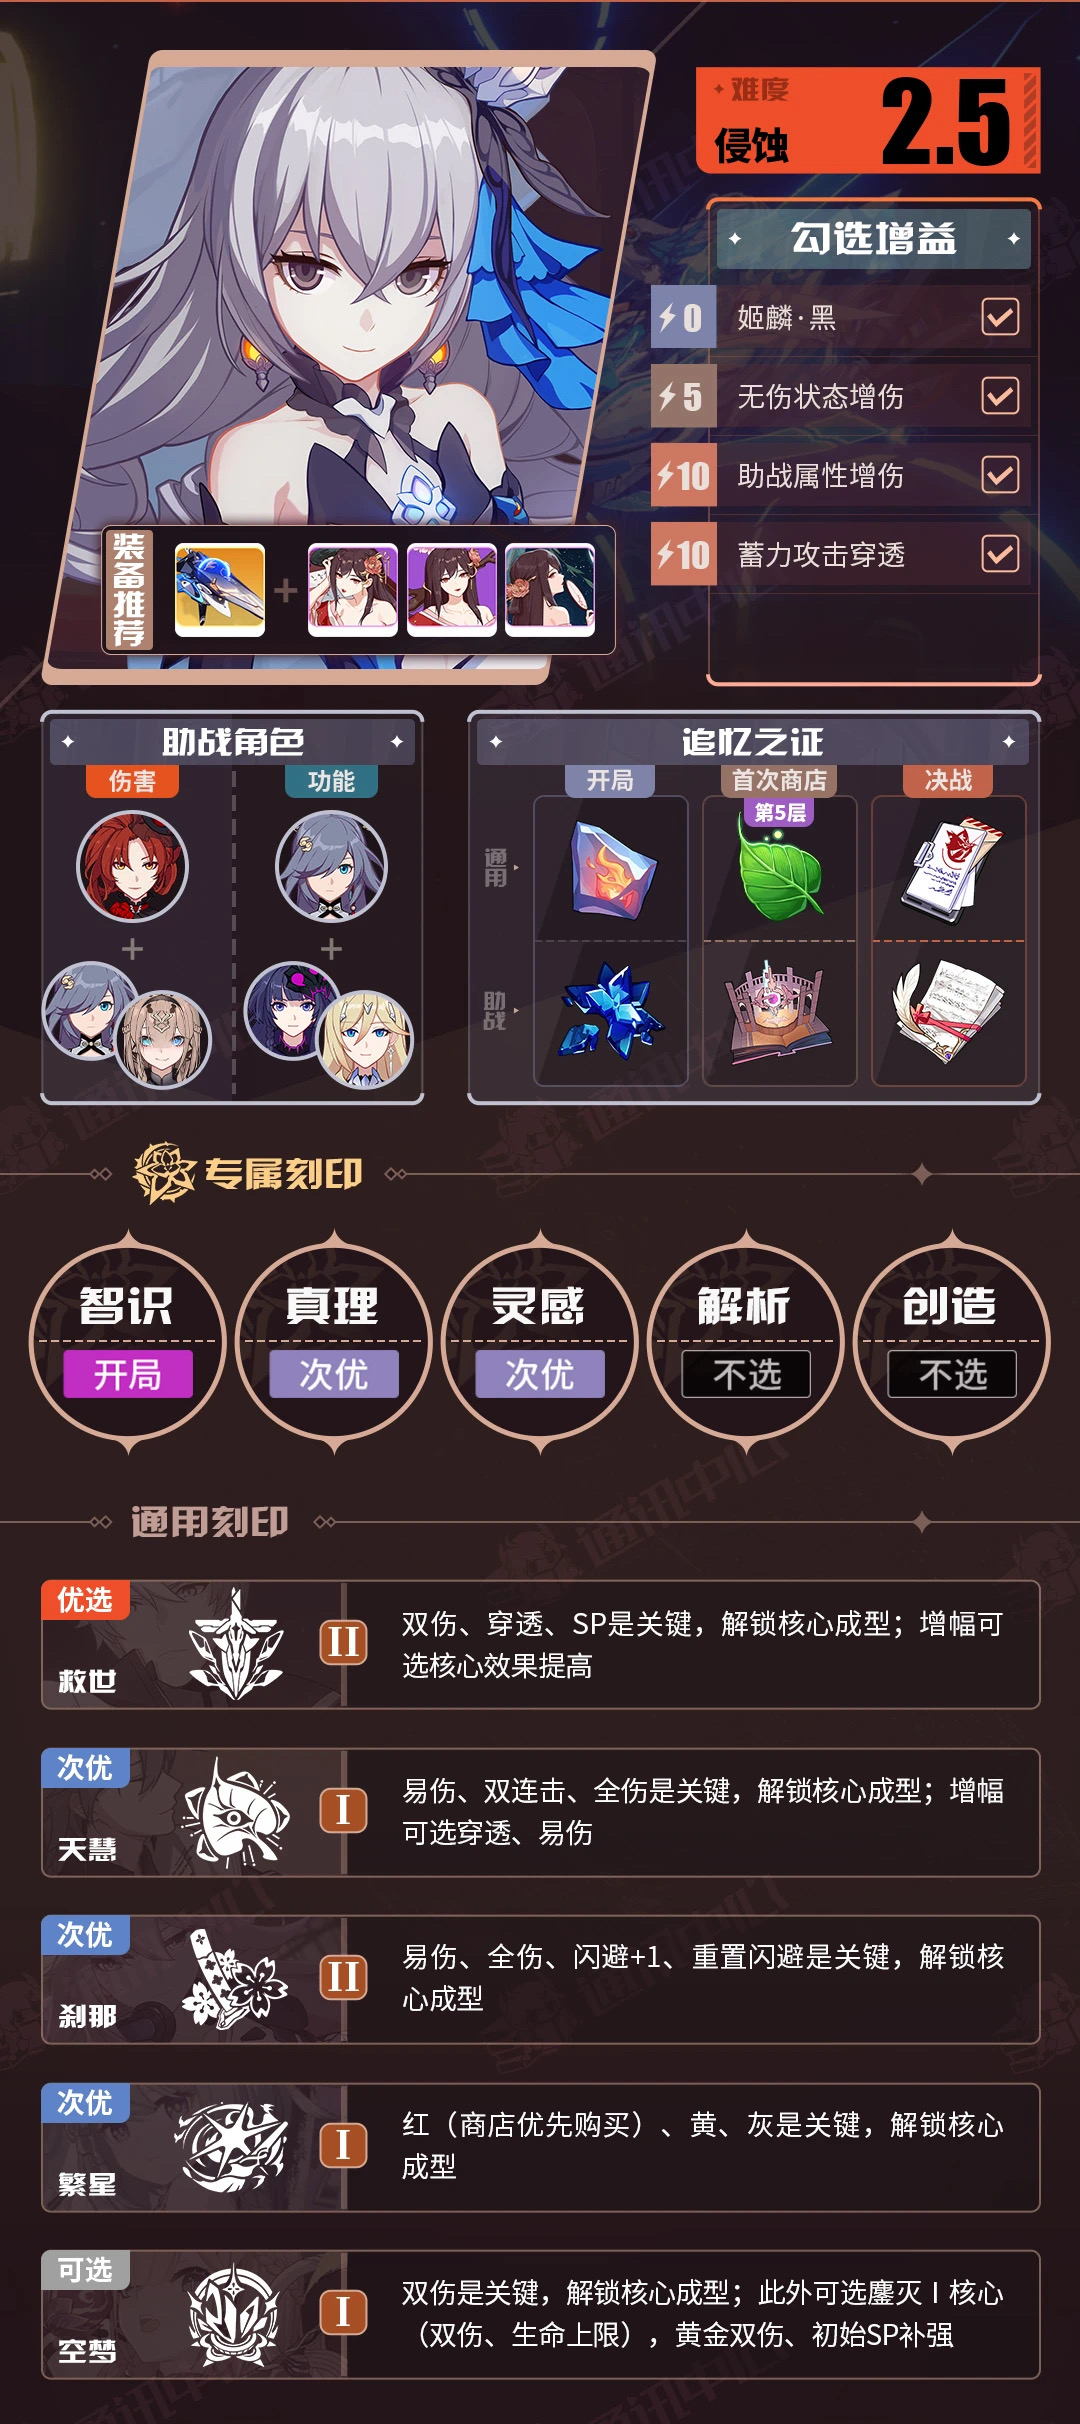 难度
侵蚀
2.5
勾选增益
0
姬麟·黑
5
无伤状态增伤
10
助战属性增伤
10
蓄力攻击穿透
装备推荐
助战角色
伤害
功能
追忆之证
开局
首次商店
决战
第5层
通用
助战
专属刻印
智识
开局
真理
次优
灵感
次优
解析
不选
创造
不选
通用刻印
优选
救世
II
双伤、穿透、SP是关键，解锁核心成型；增幅可
选核心效果提高
次优
天慧
I
易伤、双连击、全伤是关键，解锁核心成型；增幅
可选穿透、易伤
次优
刹那
II
易伤、全伤、闪避+1、重置闪避是关键，解锁核
心成型
次优
繁星
I
红（商店优先购买）、黄、灰是关键，解锁核心
成型
可选
空梦
I
双伤是关键，解锁核心成型；此外可选鏖灭Ⅰ核心
（双伤、生命上限），黄金双伤、初始SP补强